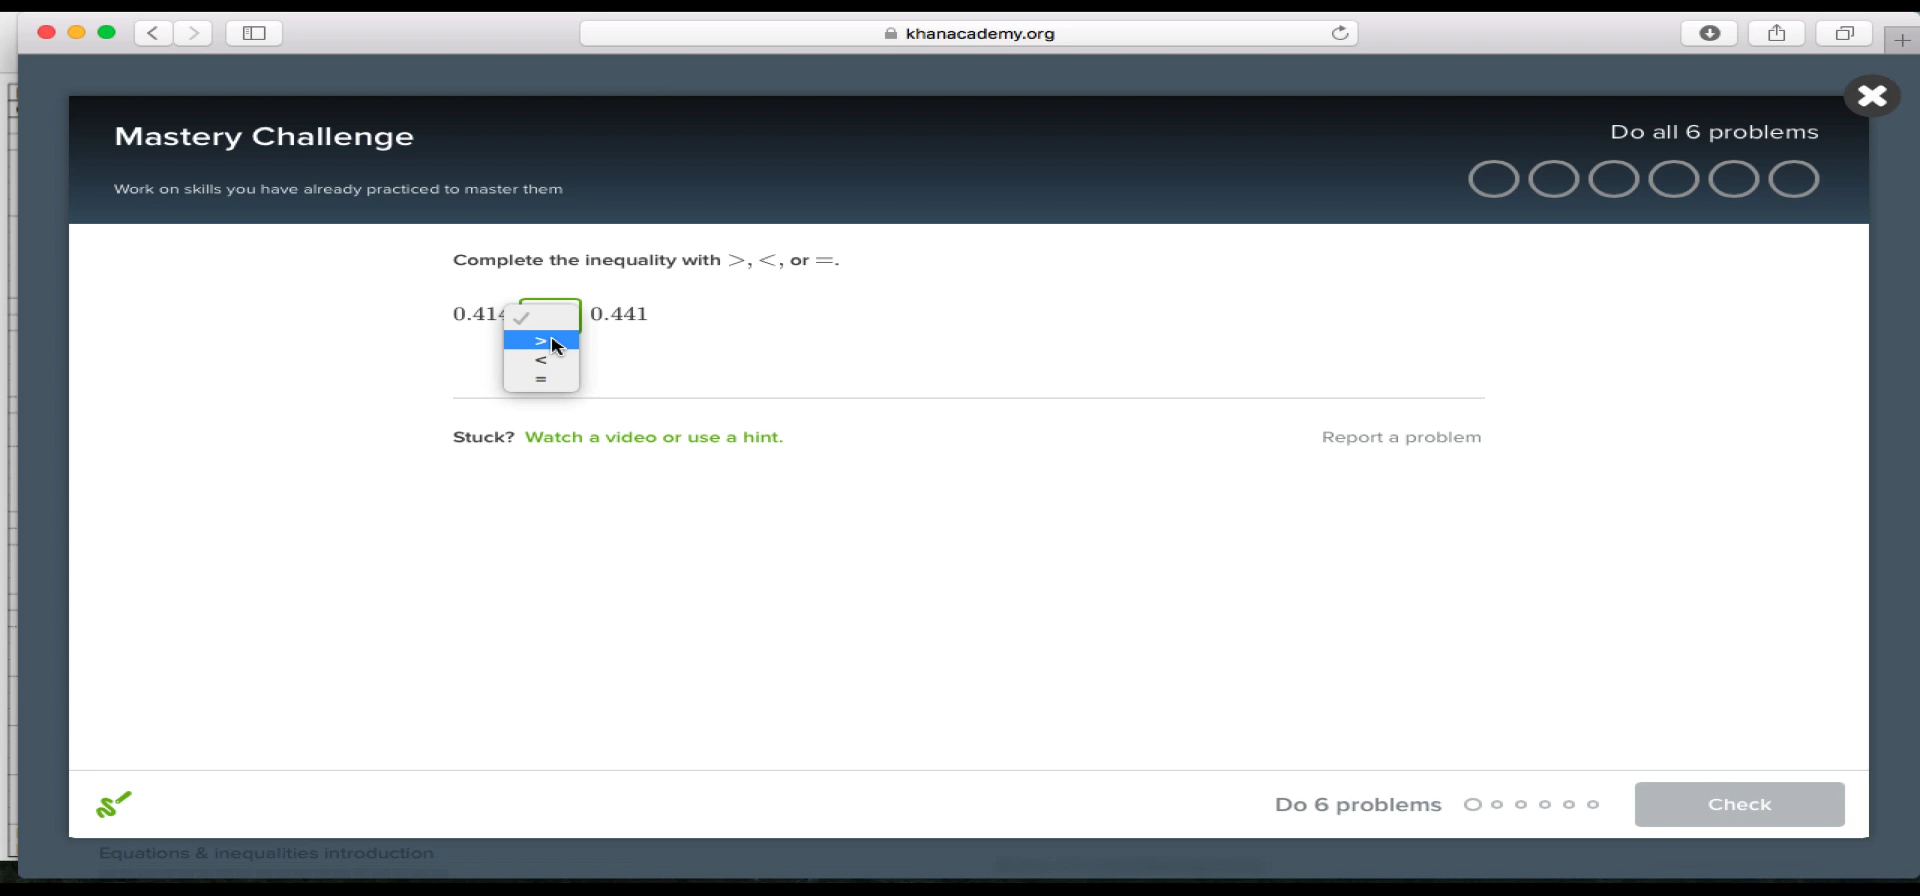 khanacademy.org
Mastery Challenge
Do all 6 problems
Work on skills you have already practiced to master them
Complete the inequality with >, <, or =.
0.414 0.441
>
<
=
Stuck? Watch a video or use a hint.
Report a problem
Do 6 problems
Check
Equations & inequalities introduction